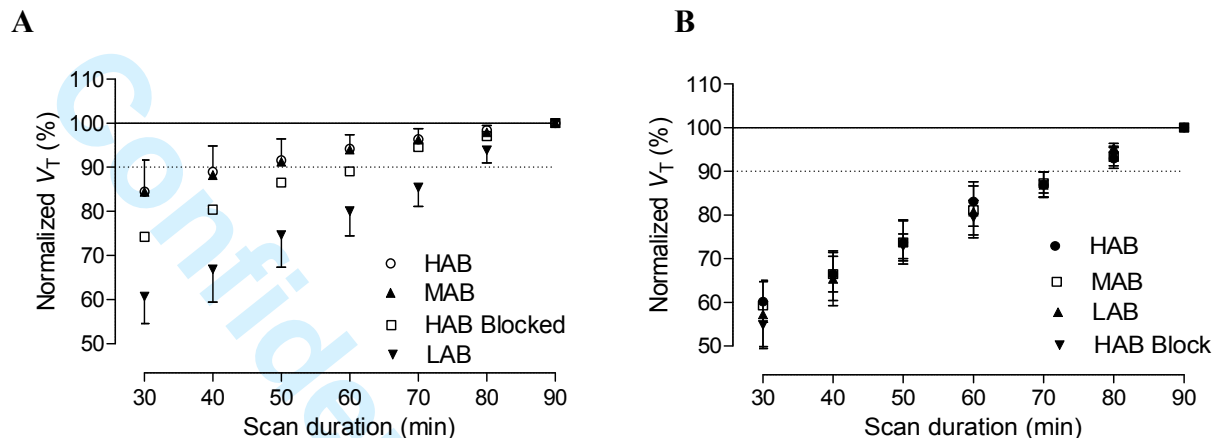 A
Normalized VT (%)
110
100
90
80
70
60
50
30 40 50 60 70 80 90
Scan duration (min)
HAB
MAB
HAB Blocked
LAB
B
Normalized VT (%)
110
100
90
80
70
60
50
30 40 50 60 70 80 90
Scan duration (min)
HAB
MAB
LAB
HAB Block
Confide